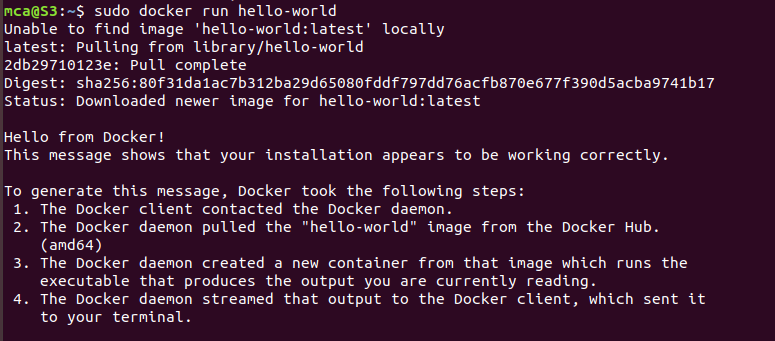 mca@S3:~$ sudo docker run hello-world
Unable to find image 'hello-world:latest' locally
latest: Pulling from library/hello-world
2db29710123e: Pull complete
Digest: sha256:80f31da1ac7b312ba29d65080fddf797dd76acfb870e677f390d5acba9741b17
Status: Downloaded newer image for hello-world:latest

Hello from Docker!
This message shows that your installation appears to be working correctly.

To generate this message, Docker took the following steps:
 1. The Docker client contacted the Docker daemon.
 2. The Docker daemon pulled the "hello-world" image from the Docker Hub.
    (amd64)
 3. The Docker daemon created a new container from that image which runs the
    executable that produces the output you are currently reading.
 4. The Docker daemon streamed that output to the Docker client, which sent it
    to your terminal.